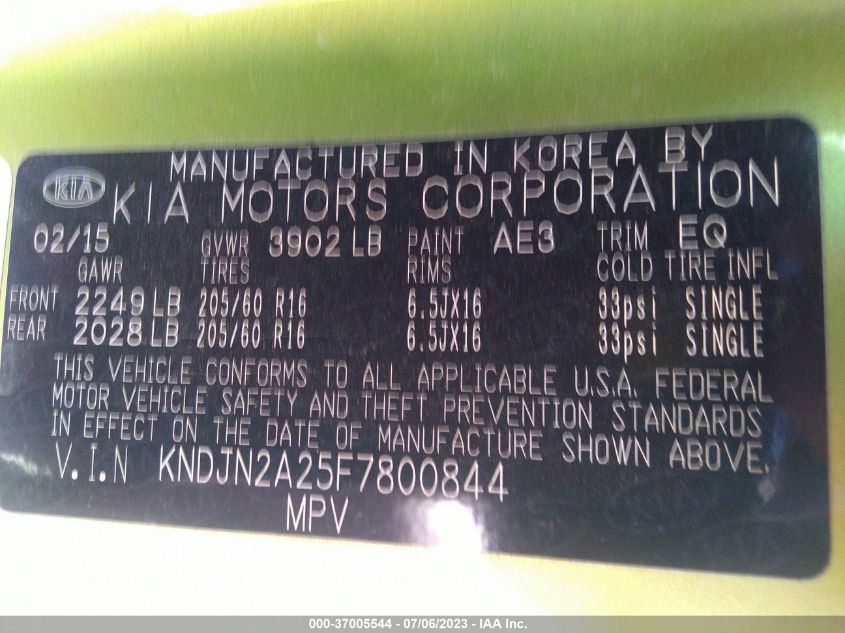 MANUFACTURED IN KOREA BY
KIA KIA MOTORS CORPORATION
02/15 GVWR 3902 LB PAINT AE3 TRIM EQ
GAWR TIRES RIMS COLD TIRE INFL
FRONT 2249 LB 205/60 R16 6.5JX16 33psi SINGLE
REAR 2028 LB 205/60 R16 6.5JX16 33psi SINGLE
THIS VEHICLE CONFORMS TO ALL APPLICABLE U.S.A. FEDERAL
MOTOR VEHICLE SAFETY AND THEFT PREVENTION STANDARDS
IN EFFECT ON THE DATE OF MANUFACTURE SHOWN ABOVE.
V.I.N KNDJN2A25F7800844
MPV
000-37005544 - 07/06/2023 - IAA Inc.